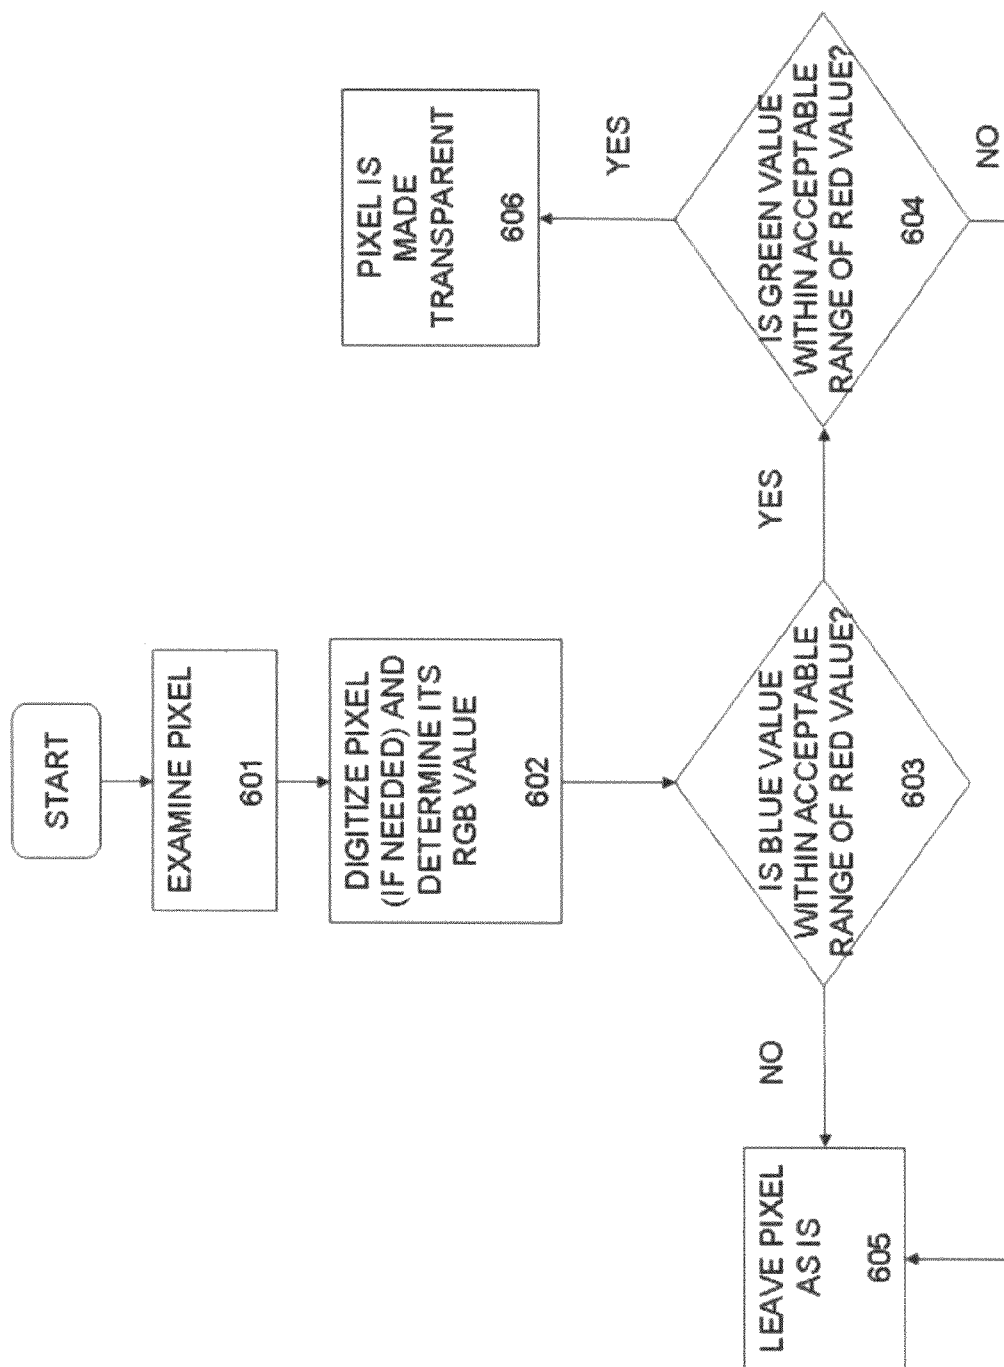 START
EXAMINE PIXEL
601
DIGITIZE PIXEL
(IF NEEDED) AND
DETERMINE ITS
RGB VALUE
602
IS BLUE VALUE
WITHIN ACCEPTABLE
RANGE OF RED VALUE?
603
NO
YES
LEAVE PIXEL
AS IS
605
IS GREEN VALUE
WITHIN ACCEPTABLE
RANGE OF RED VALUE?
604
YES
NO
PIXEL IS
MADE
TRANSPARENT
606